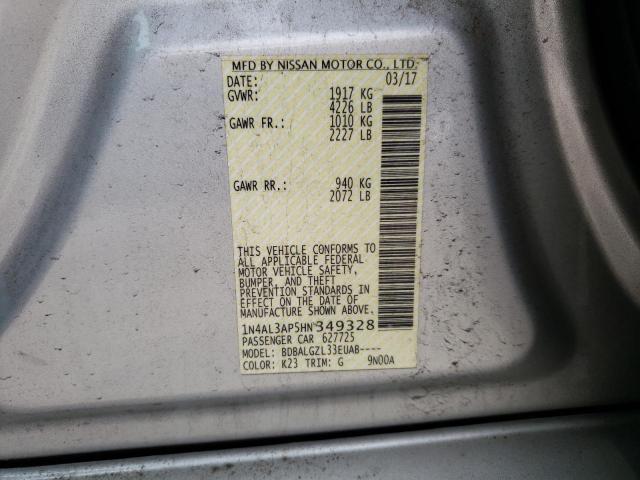 MFD BY NISSAN MOTOR CO., LTD.
DATE: 03/17
GVWR: 1917 KG
4226 LB
GAWR FR.: 1010 KG
2227 LB
GAWR RR.: 940 KG
2072 LB
THIS VEHICLE CONFORMS TO
ALL APPLICABLE FEDERAL
MOTOR VEHICLE SAFETY,
BUMPER, AND THEFT
PREVENTION STANDARDS IN
EFFECT ON THE DATE OF
MANUFACTURE SHOWN ABOVE.
1N4AL3AP5HN349328
PASSENGER CAR 627725
MODEL: BDBALGZL33EUAB----
COLOR: K23 TRIM: G 9N00A